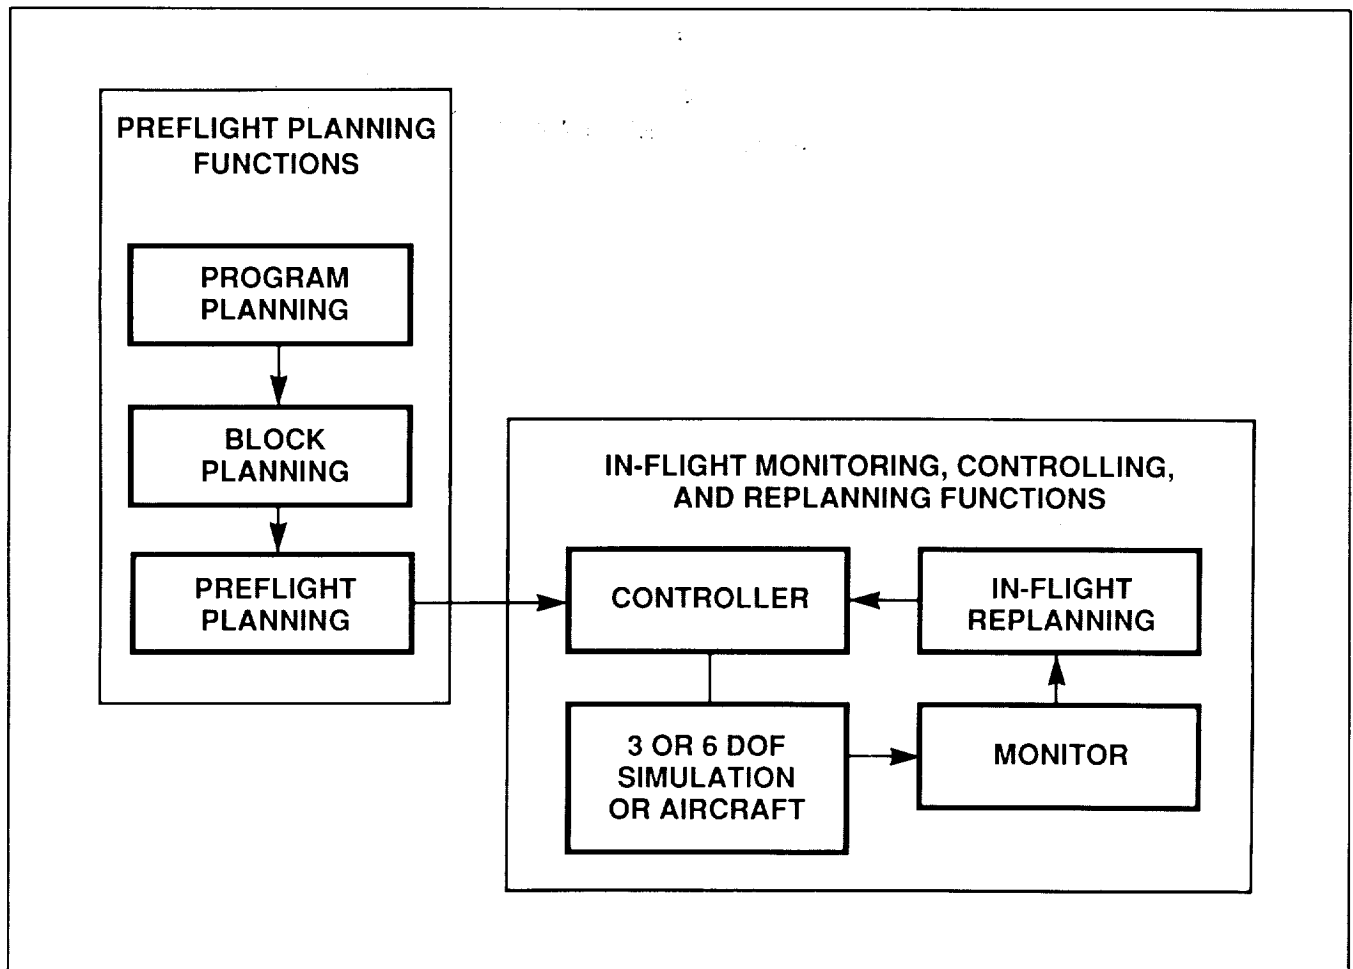 PREFLIGHT PLANNING
FUNCTIONS
PROGRAM
PLANNING
BLOCK
PLANNING
PREFLIGHT
PLANNING
IN-FLIGHT MONITORING, CONTROLLING,
AND REPLANNING FUNCTIONS
CONTROLLER
IN-FLIGHT
REPLANNING
3 OR 6 DOF
SIMULATION
OR AIRCRAFT
MONITOR